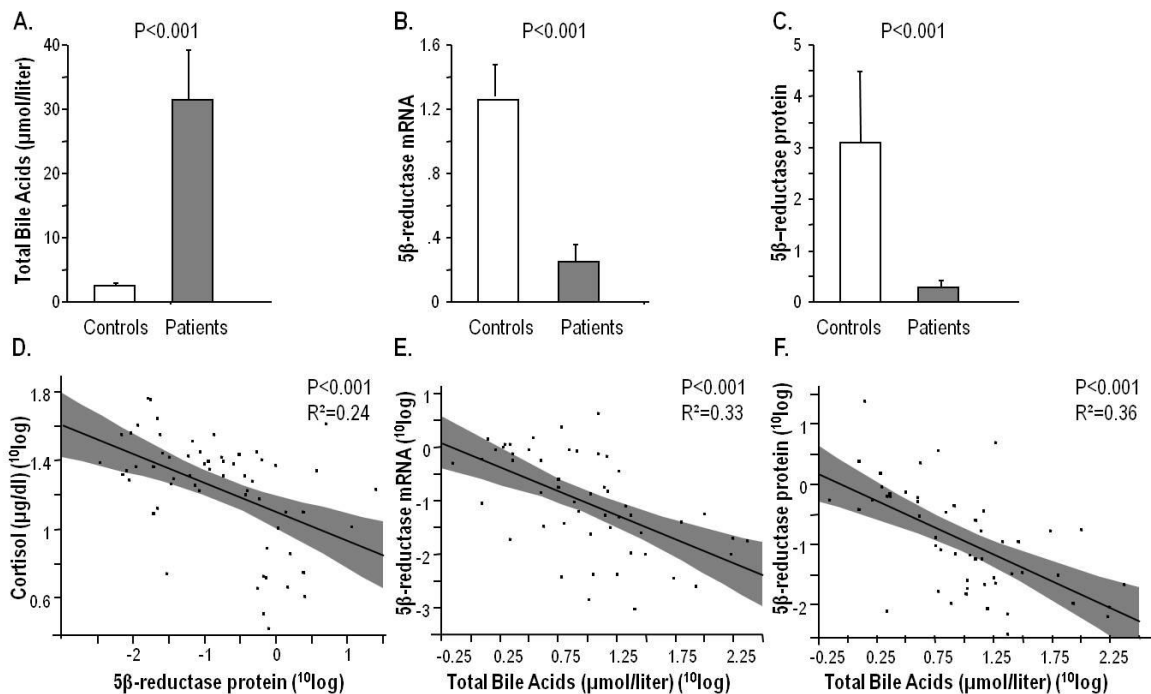 A.
P<0.001
Total Bile Acids (µmol/liter)
40
30
20
10
0
Controls Patients
B.
P<0.001
5β-reductase mRNA
1.6
1.2
.8
.4
0
Controls Patients
C.
P<0.001
5β–reductase protein
5
4
3
2
1
0
Controls Patients
D.
P<0.001
R²=0.24
Cortisol (µg/dl) (¹⁰log)
1.8
1.4
1
0.6
-2 -1 0 1
5β-reductase protein (¹⁰log)
E.
P<0.001
R²=0.33
5β-reductase mRNA (¹⁰log)
1
0
-1
-2
-3
-0.25 0.25 0.75 1.25 1.75 2.25
Total Bile Acids (µmol/liter) (¹⁰log)
F.
P<0.001
R²=0.36
5β-reductase protein (¹⁰log)
1
0
-1
-2
-0.25 0.25 0.75 1.25 1.75 2.25
Total Bile Acids (µmol/liter) (¹⁰log)